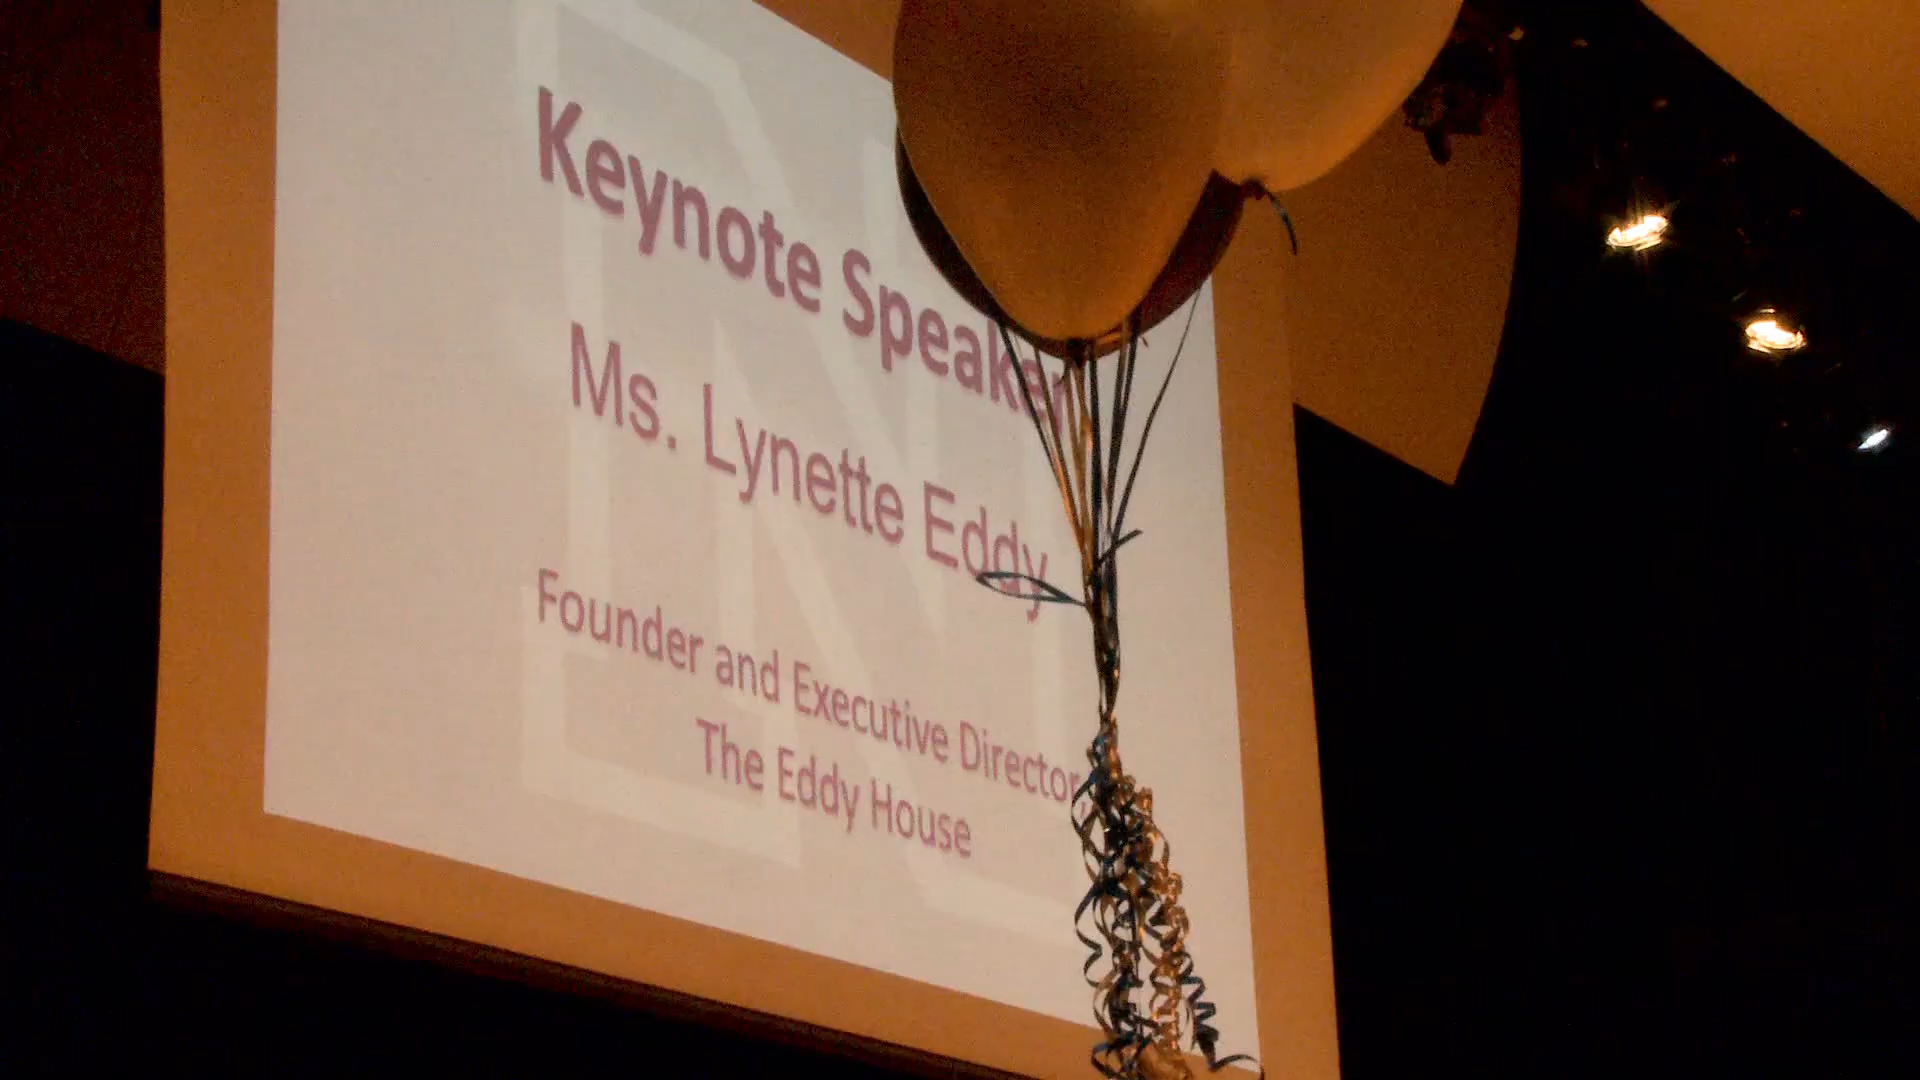 Keynote Speaker
Ms. Lynette Eddy
Founder and Executive Director,
The Eddy House